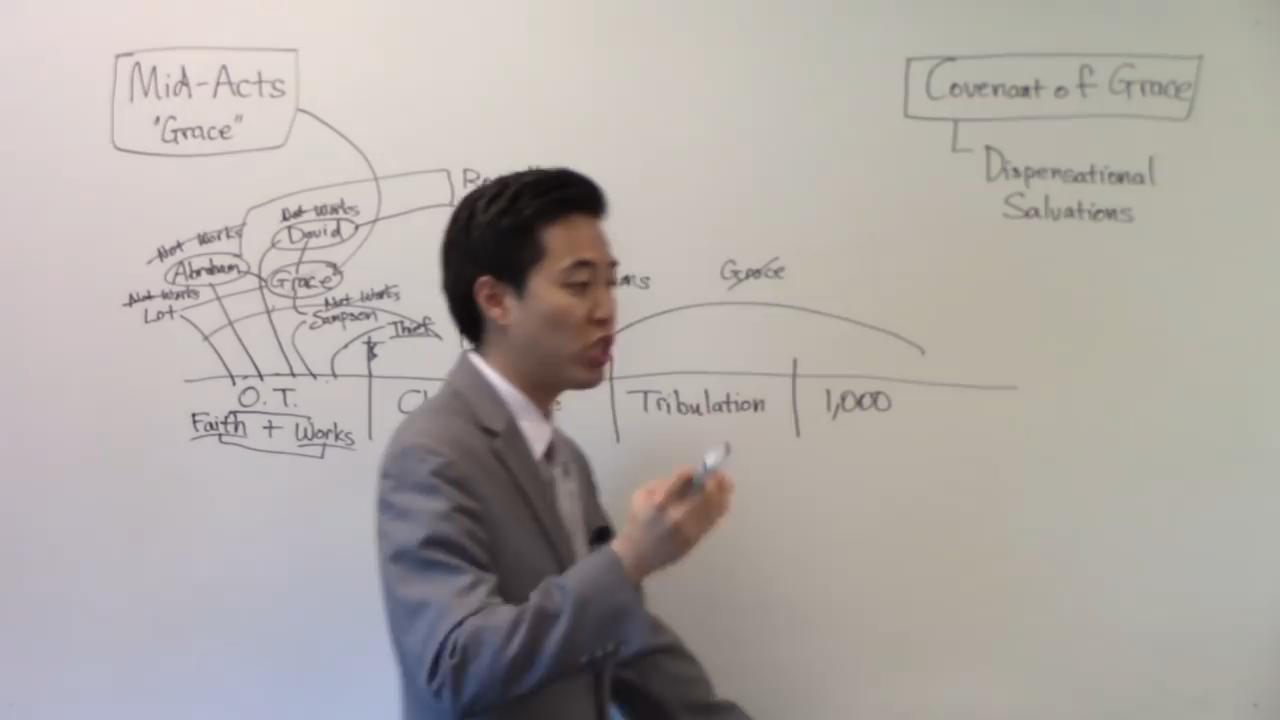 Mid-Acts
"Grace"
Covenant of Grace
Dispensational
Salvations
Not Works
David
Not Works
Abraham
Grace
Not Works
Lot
Not Works
Sampson
Thief
Grace
O.T.
Faith + Works
Tribulation
1,000